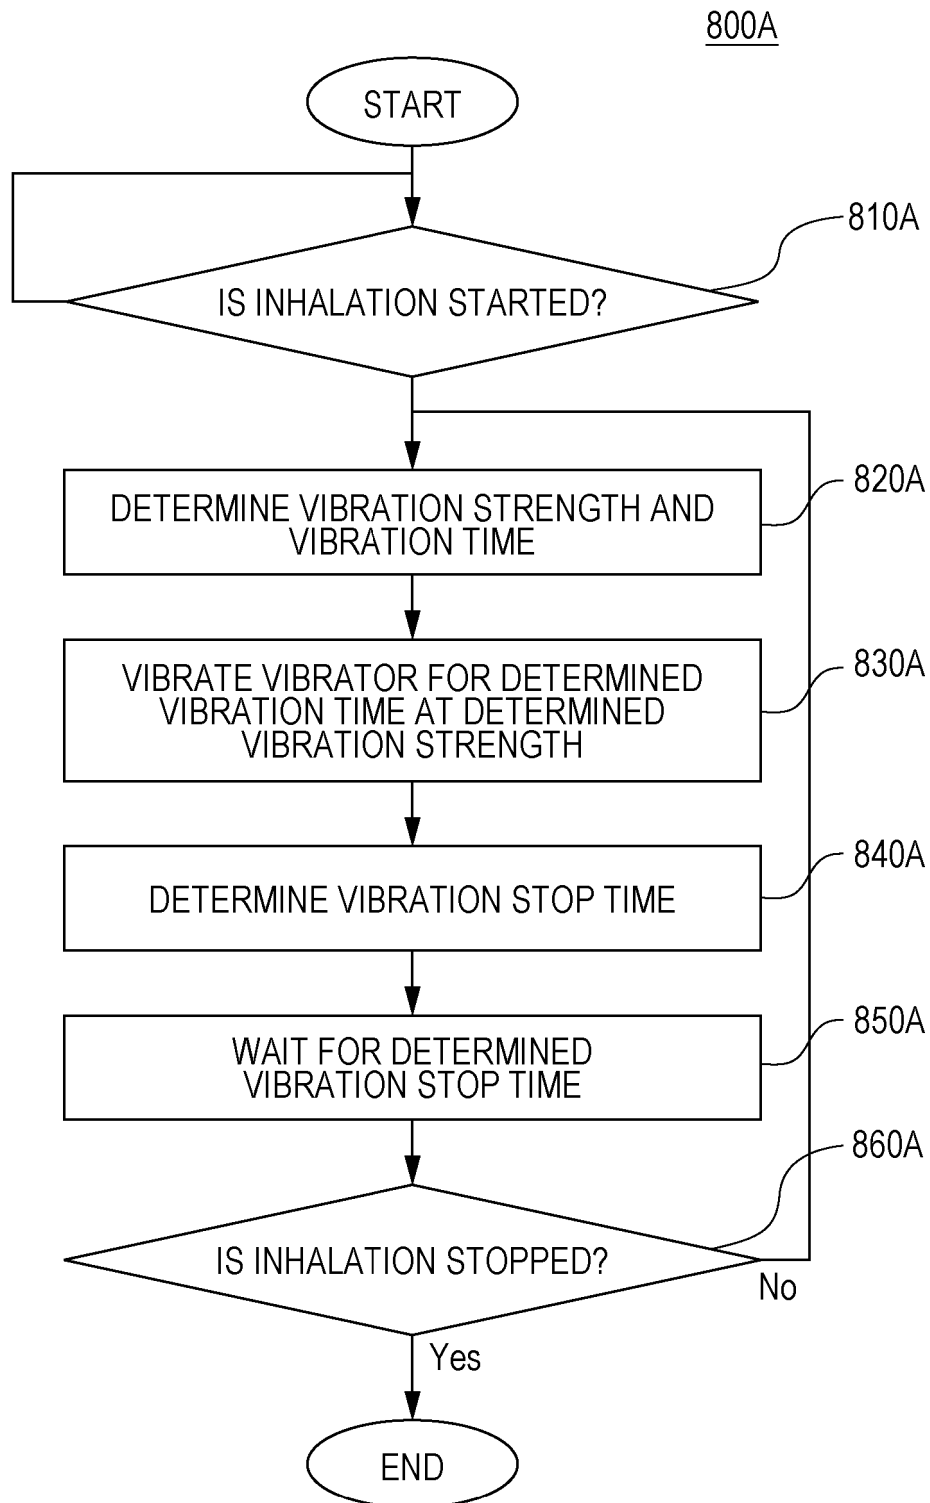 800A
START
810A
IS INHALATION STARTED?
820A
DETERMINE VIBRATION STRENGTH AND
VIBRATION TIME
830A
VIBRATE VIBRATOR FOR DETERMINED
VIBRATION TIME AT DETERMINED
VIBRATION STRENGTH
840A
DETERMINE VIBRATION STOP TIME
850A
WAIT FOR DETERMINED
VIBRATION STOP TIME
860A
IS INHALATION STOPPED?
No
Yes
END